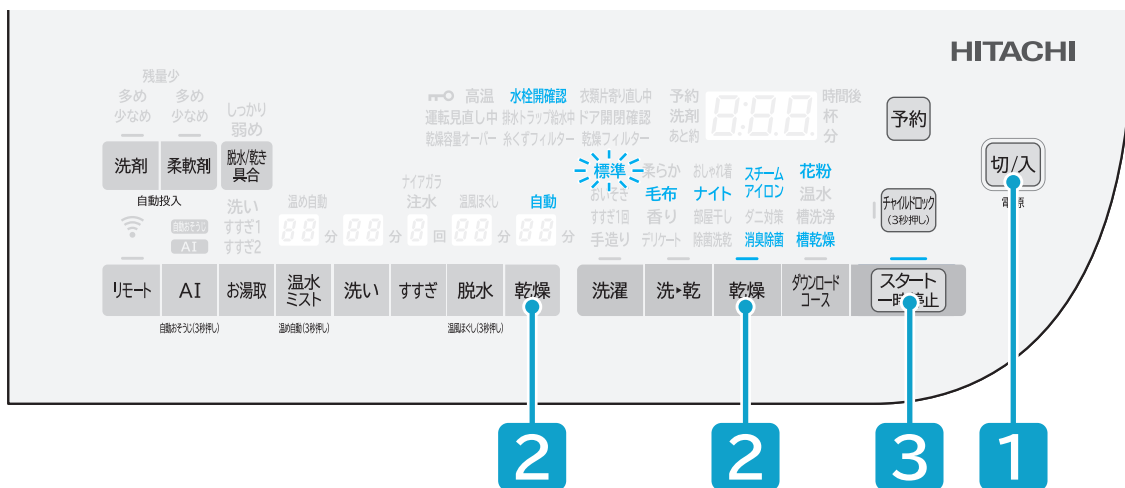 HITACHI
残量少
多め 多め
少なめ 少なめ
しっかり
弱め
高温 水栓開確認 衣類片寄り直し中 予約
運転見直し中 排水トラップ給水中 ドア開閉確認 洗剤
乾燥容量オーバー 糸くずフィルター 乾燥フィルター あと約
8:88
時間後
杯
分
予約
洗剤 柔軟剤 脱水/乾き具合
自動投入
切/入
電源
標準 柔らか おしゃれ着 スチームアイロン 花粉
おいそぎ 毛布 ナイト 温水
すすぎ1回 香り 部屋干し ダニ対策 槽洗浄
手造り デリケート 除菌洗乾 消臭除菌 槽乾燥
チャイルドロック
(3秒押し)
洗い
すすぎ1
すすぎ2
自動おそうじ
AI
温め自動 ナイアガラ
注水 温風ほぐし 自動
88 分 88 分 8 回 88 88 分
リモート AI お湯取 温水ミスト 洗い すすぎ 脱水 乾燥
洗濯 洗▸乾 乾燥 ダウンロードコース スタート一時停止
自動おそうじ(3秒押し) 温め自動(3秒押し) 温風ほぐし(3秒押し)
2 2 3 1